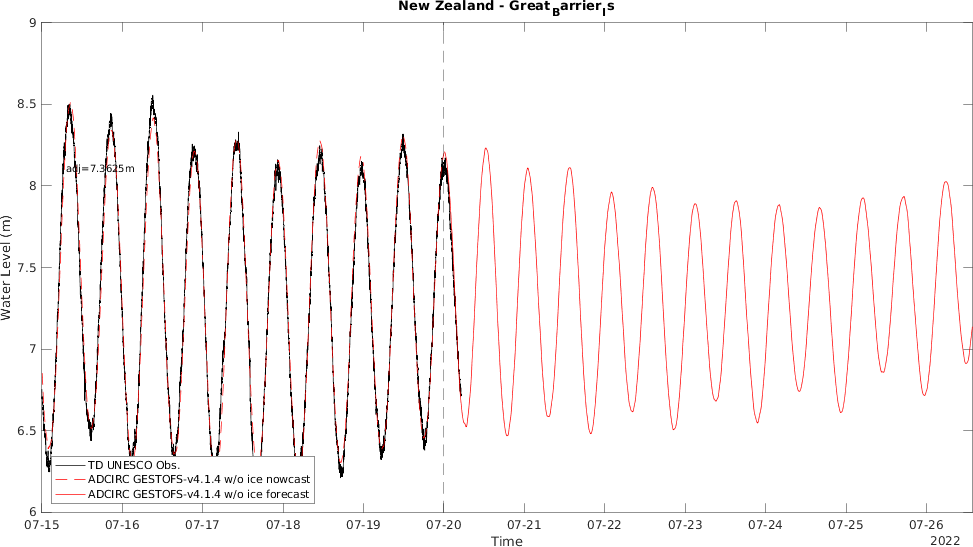 New Zealand - Great_Barrier_Is
9
8.5
adj=7.3625m
8
7.5
Water Level (m)
7
6.5
TD UNESCO Obs.
ADCIRC GESTOFS-v4.1.4 w/o ice nowcast
ADCIRC GESTOFS-v4.1.4 w/o ice forecast
6
07-15 07-16 07-17 07-18 07-19 07-20 07-21 07-22 07-23 07-24 07-25 07-26
Time
2022